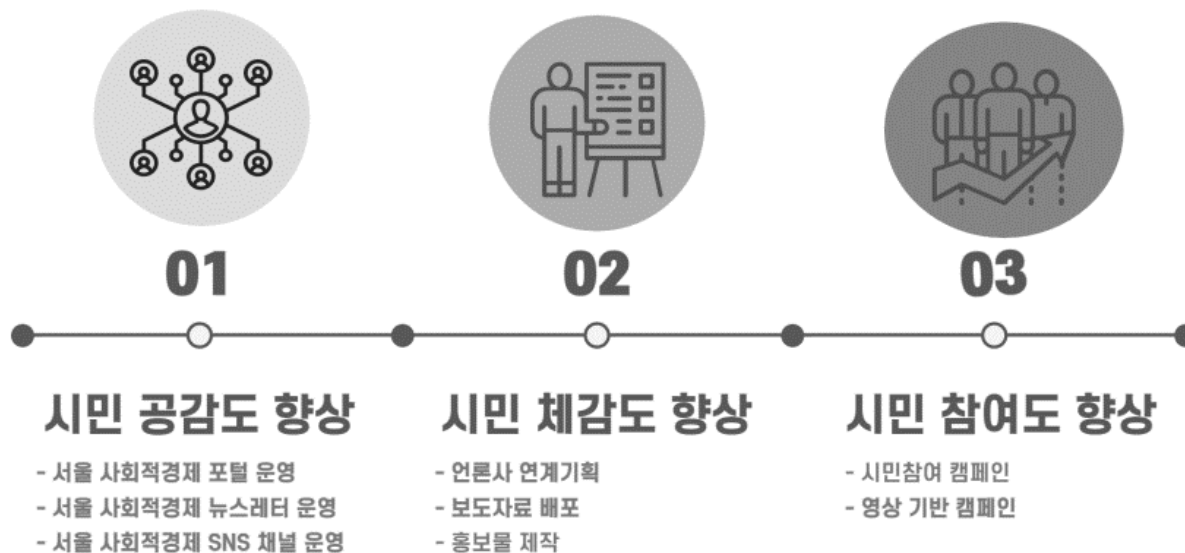 01
시민 공감도 향상
- 서울 사회적경제 포털 운영
- 서울 사회적경제 뉴스레터 운영
- 서울 사회적경제 SNS 채널 운영
02
시민 체감도 향상
- 언론사 연계기획
- 보도자료 배포
- 홍보물 제작
03
시민 참여도 향상
- 시민참여 캠페인
- 영상 기반 캠페인